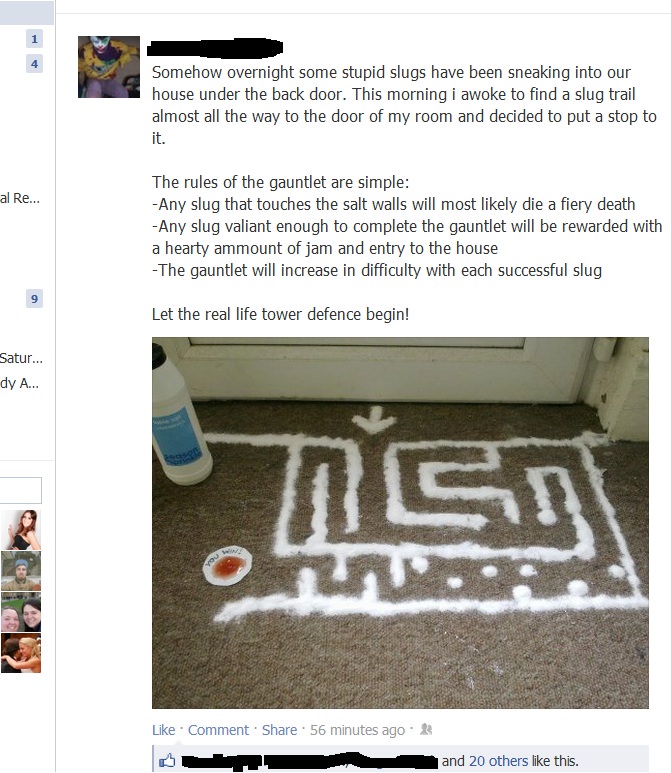 1
4
al Re...
9
Satur...
dy A...
Somehow overnight some stupid slugs have been sneaking into our
house under the back door. This morning i awoke to find a slug trail
almost all the way to the door of my room and decided to put a stop to
it.
The rules of the gauntlet are simple:
-Any slug that touches the salt walls will most likely die a fiery death
-Any slug valiant enough to complete the gauntlet will be rewarded with
a hearty ammount of jam and entry to the house
-The gauntlet will increase in difficulty with each successful slug
Let the real life tower defence begin!
YOU WIN!
Like · Comment · Share · 56 minutes ago ·
and 20 others like this.